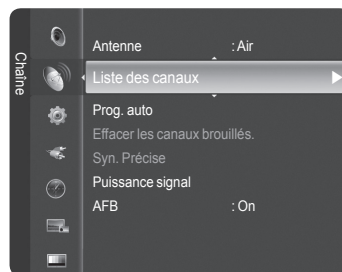 Chaîne
Antenne : Air
Liste des canaux
Prog. auto
Effacer les canaux brouillés.
Syn. Précise
Puissance signal
AFB : On